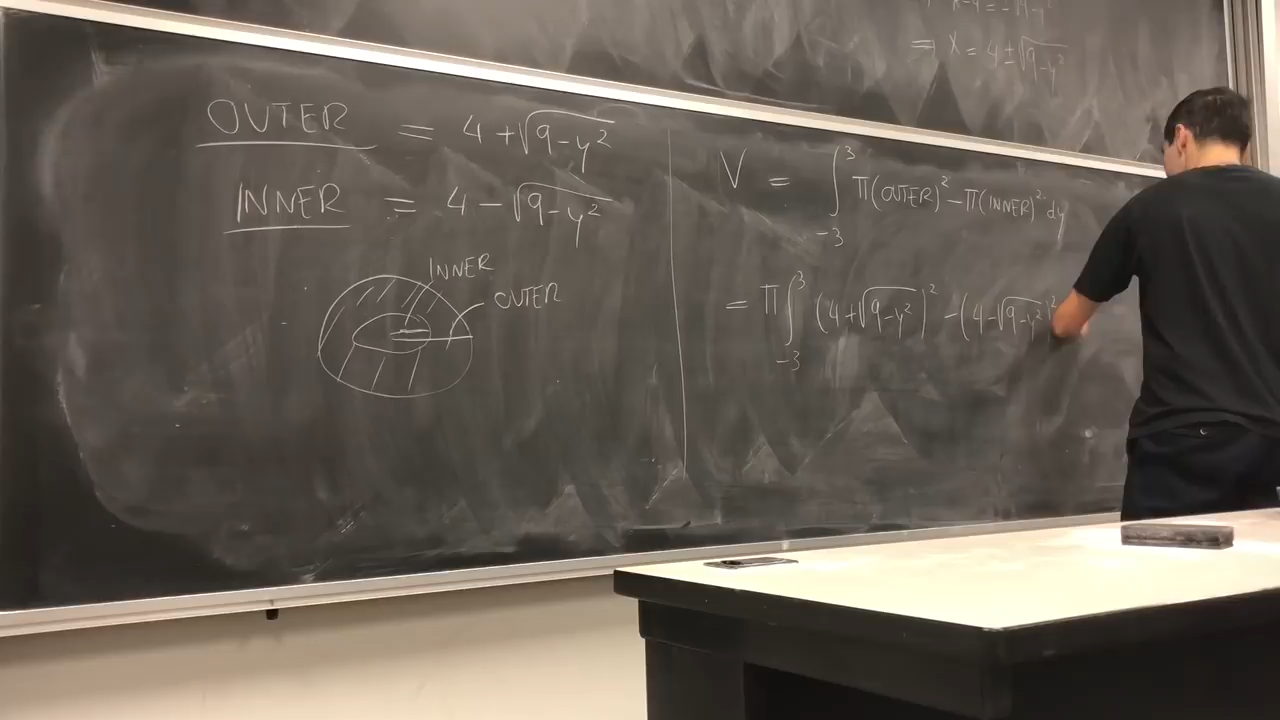 ⇒ X = 4 ± √(9-y²)
OUTER = 4 + √(9-y²)
INNER = 4 - √(9-y²)
INNER
OUTER
V = ∫₋₃³ π(OUTER)² - π(INNER)² dy
= π ∫₋₃³ (4+√(9-y²))² - (4-√(9-y²))²